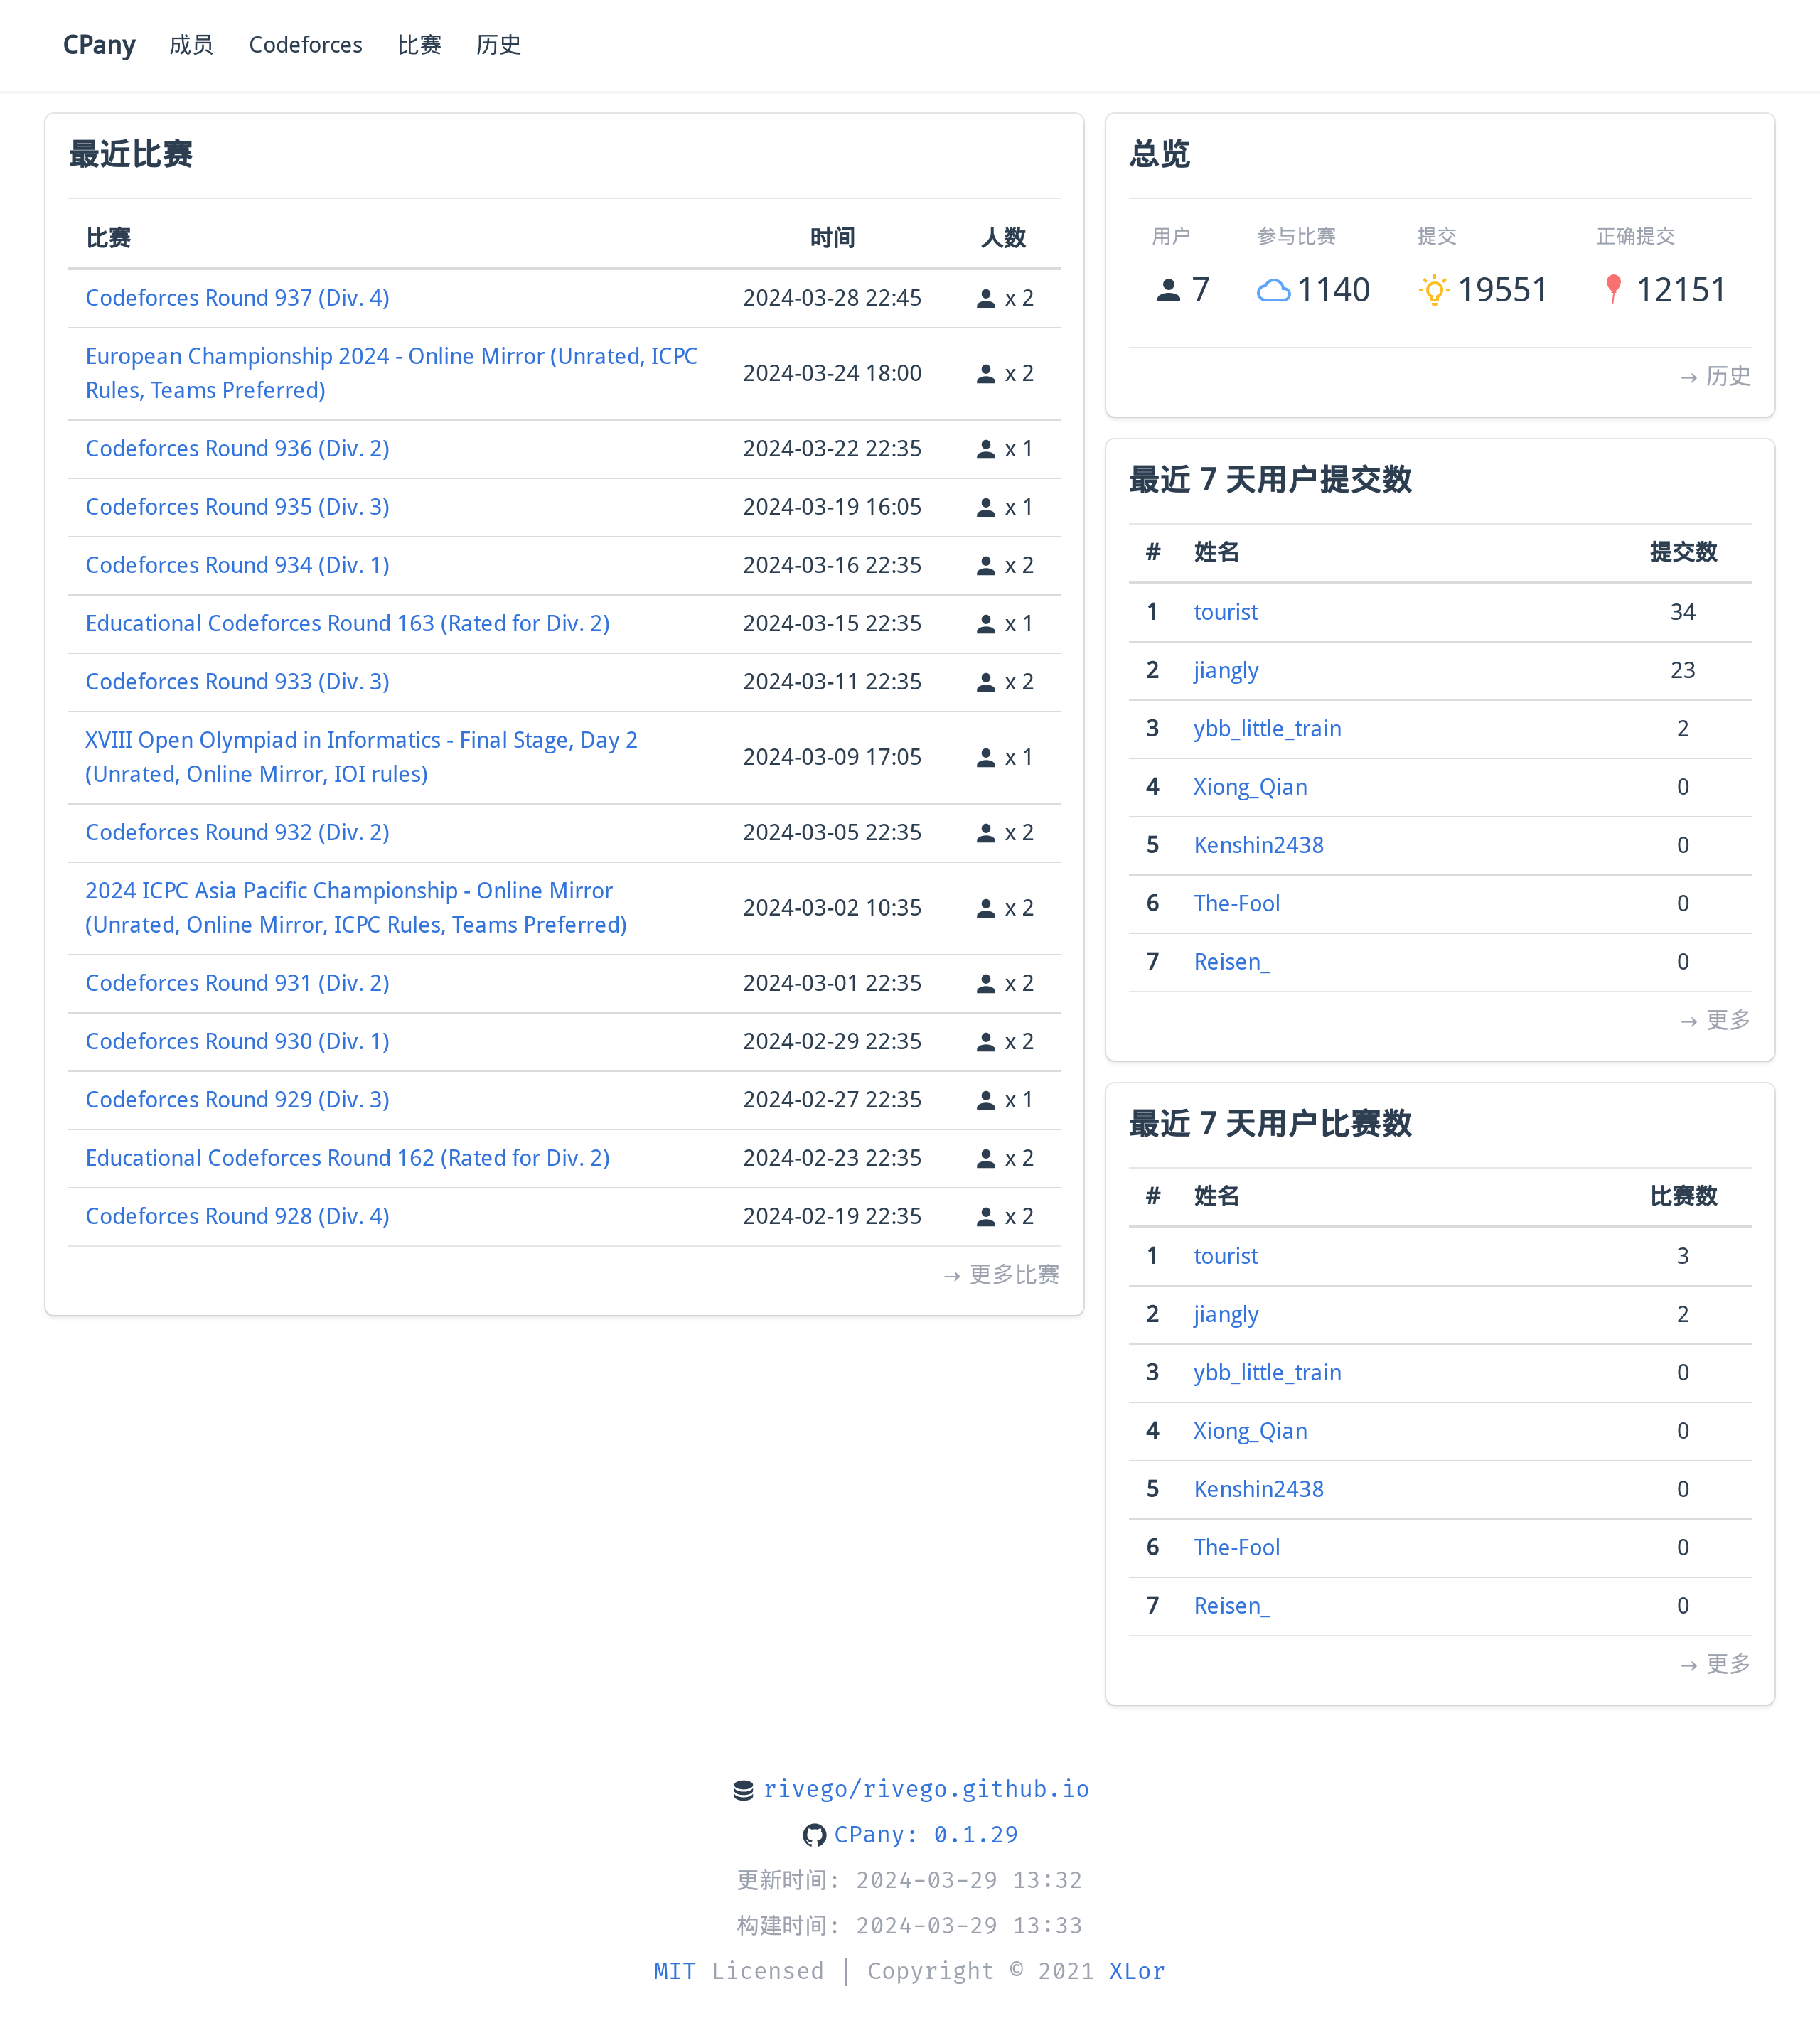 CPany 成员 Codeforces 比赛 历史
最近比赛
比赛 时间 人数
Codeforces Round 937 (Div. 4) 2024-03-28 22:45 x 2
European Championship 2024 - Online Mirror (Unrated, ICPC
Rules, Teams Preferred) 2024-03-24 18:00 x 2
Codeforces Round 936 (Div. 2) 2024-03-22 22:35 x 1
Codeforces Round 935 (Div. 3) 2024-03-19 16:05 x 1
Codeforces Round 934 (Div. 1) 2024-03-16 22:35 x 2
Educational Codeforces Round 163 (Rated for Div. 2) 2024-03-15 22:35 x 1
Codeforces Round 933 (Div. 3) 2024-03-11 22:35 x 2
XVIII Open Olympiad in Informatics - Final Stage, Day 2
(Unrated, Online Mirror, IOI rules) 2024-03-09 17:05 x 1
Codeforces Round 932 (Div. 2) 2024-03-05 22:35 x 2
2024 ICPC Asia Pacific Championship - Online Mirror
(Unrated, Online Mirror, ICPC Rules, Teams Preferred) 2024-03-02 10:35 x 2
Codeforces Round 931 (Div. 2) 2024-03-01 22:35 x 2
Codeforces Round 930 (Div. 1) 2024-02-29 22:35 x 2
Codeforces Round 929 (Div. 3) 2024-02-27 22:35 x 1
Educational Codeforces Round 162 (Rated for Div. 2) 2024-02-23 22:35 x 2
Codeforces Round 928 (Div. 4) 2024-02-19 22:35 x 2
→ 更多比赛
总览
用户 参与比赛 提交 正确提交
7 1140 19551 12151
→ 历史
最近 7 天用户提交数
# 姓名 提交数
1 tourist 34
2 jiangly 23
3 ybb_little_train 2
4 Xiong_Qian 0
5 Kenshin2438 0
6 The-Fool 0
7 Reisen_ 0
→ 更多
最近 7 天用户比赛数
# 姓名 比赛数
1 tourist 3
2 jiangly 2
3 ybb_little_train 0
4 Xiong_Qian 0
5 Kenshin2438 0
6 The-Fool 0
7 Reisen_ 0
→ 更多
rivego/rivego.github.io
CPany: 0.1.29
更新时间: 2024-03-29 13:32
构建时间: 2024-03-29 13:33
MIT Licensed | Copyright © 2021 XLor